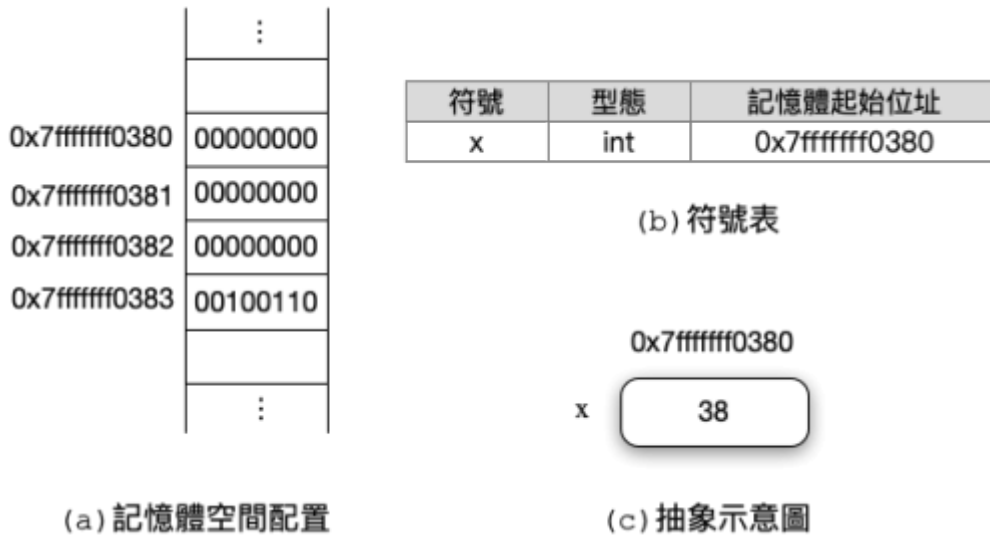 ⋮
0x7fffffff0380 00000000
0x7fffffff0381 00000000
0x7fffffff0382 00000000
0x7fffffff0383 00100110
⋮
(a)記憶體空間配置
符號 型態 記憶體起始位址
x int 0x7fffffff0380
(b)符號表
0x7fffffff0380
x 38
(c)抽象示意圖